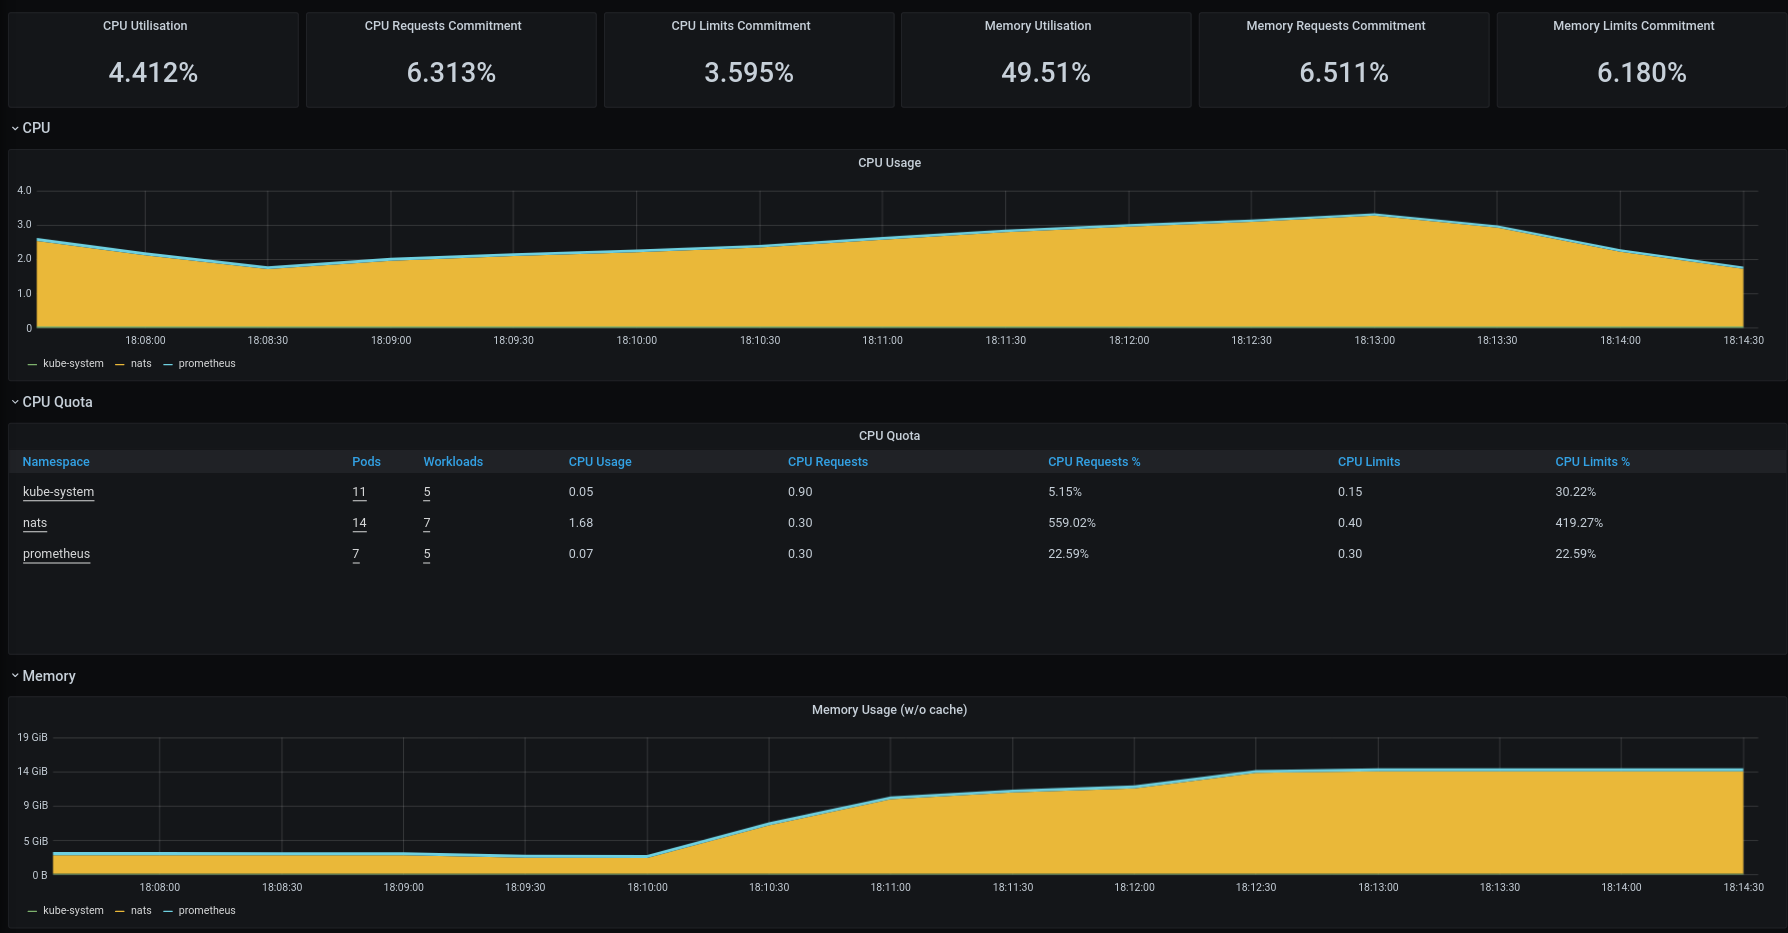 CPU Utilisation
CPU Requests Commitment
CPU Limits Commitment
Memory Utilisation
Memory Requests Commitment
Memory Limits Commitment
4.412%
6.313%
3.595%
49.51%
6.511%
6.180%
CPU
CPU Usage
4.0
3.0
2.0
1.0
0
18:08:00 18:08:30 18:09:00 18:09:30 18:10:00 18:10:30 18:11:00 18:11:30 18:12:00 18:12:30 18:13:00 18:13:30 18:14:00 18:14:30
kube-system nats prometheus
CPU Quota
CPU Quota
Namespace Pods Workloads CPU Usage CPU Requests CPU Requests % CPU Limits CPU Limits %
kube-system 11 5 0.05 0.90 5.15% 0.15 30.22%
nats 14 7 1.68 0.30 559.02% 0.40 419.27%
prometheus 7 5 0.07 0.30 22.59% 0.30 22.59%
Memory
Memory Usage (w/o cache)
19 GiB
14 GiB
9 GiB
5 GiB
0 B
18:08:00 18:08:30 18:09:00 18:09:30 18:10:00 18:10:30 18:11:00 18:11:30 18:12:00 18:12:30 18:13:00 18:13:30 18:14:00 18:14:30
kube-system nats prometheus